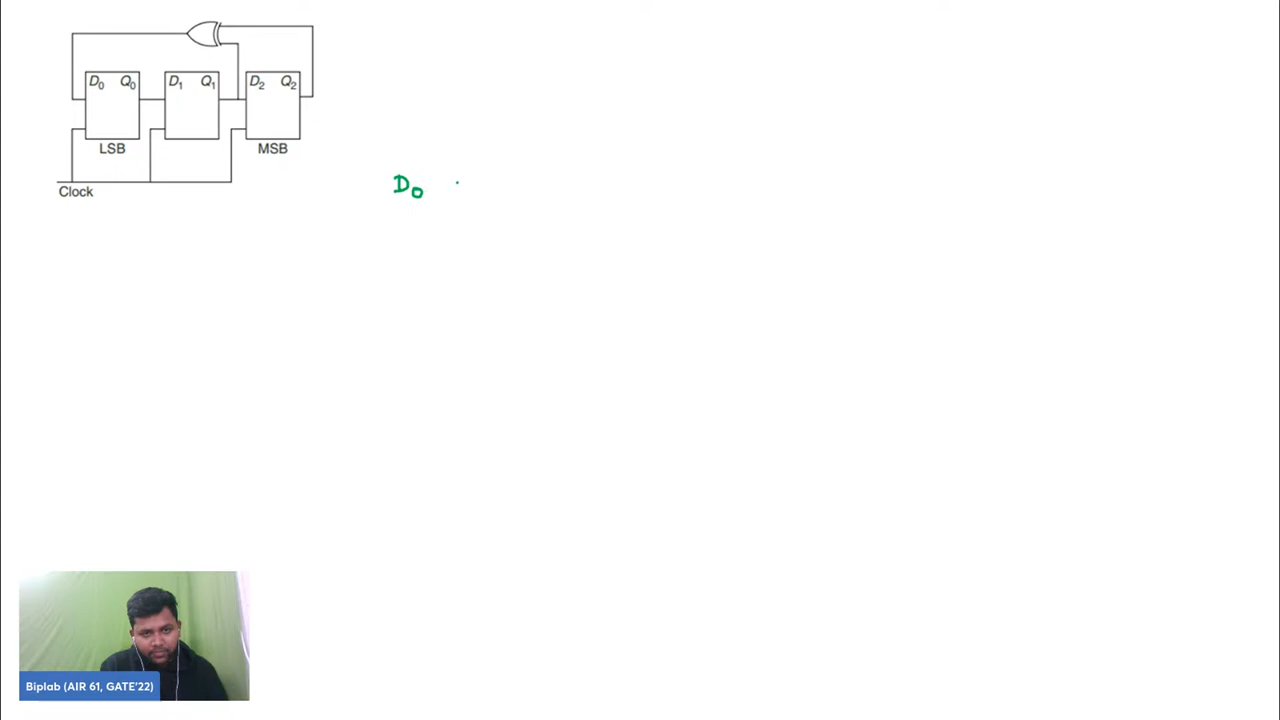 D₀ Q₀ D₁ Q₁ D₂ Q₂
LSB MSB
Clock
D₀
Biplab (AIR 61, GATE'22)